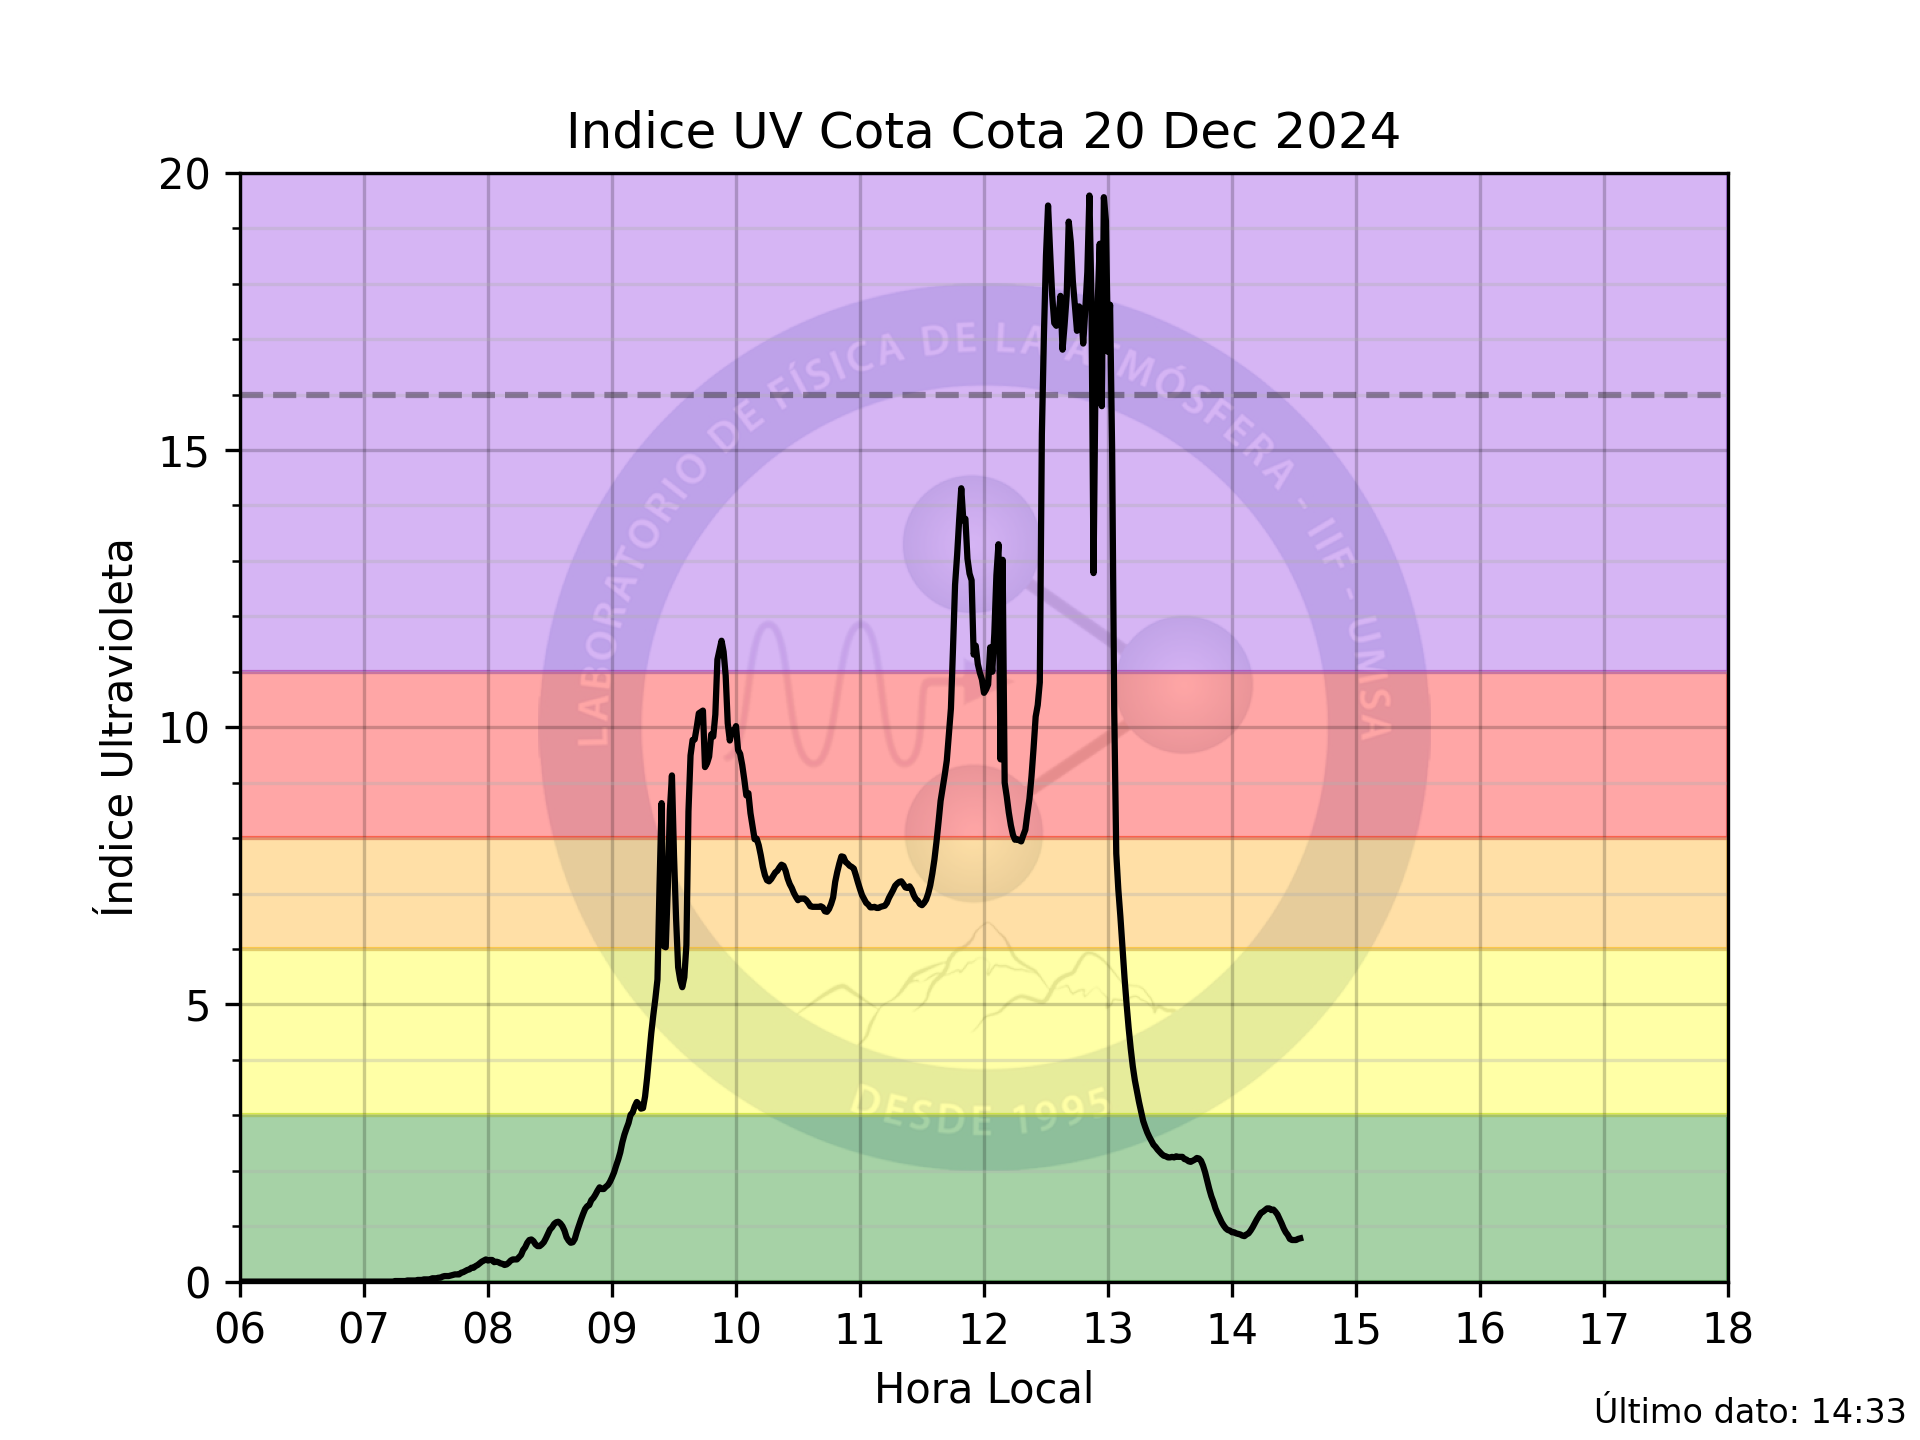 Indice UV Cota Cota 20 Dec 2024
20
15
10
5
0
Índice Ultravioleta
LABORATORIO DE FÍSICA DE LA ATMÓSFERA - IIF - UMSA
DESDE 1995
06 07 08 09 10 11 12 13 14 15 16 17 18
Hora Local
Último dato: 14:33